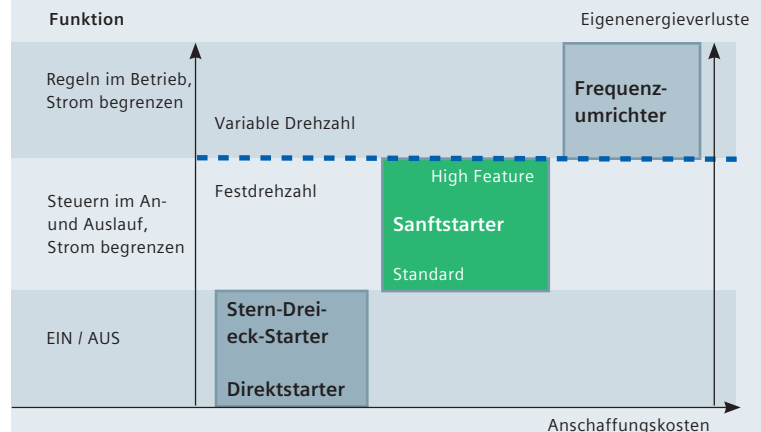 Funktion
Eigenenergieverluste
Regeln im Betrieb,
Strom begrenzen
Variable Drehzahl
Frequenz-
umrichter
Steuern im An-
und Auslauf,
Strom begrenzen
Festdrehzahl
High Feature
Sanftstarter
Standard
EIN / AUS
Stern-Drei-
eck-Starter
Direktstarter
Anschaffungskosten